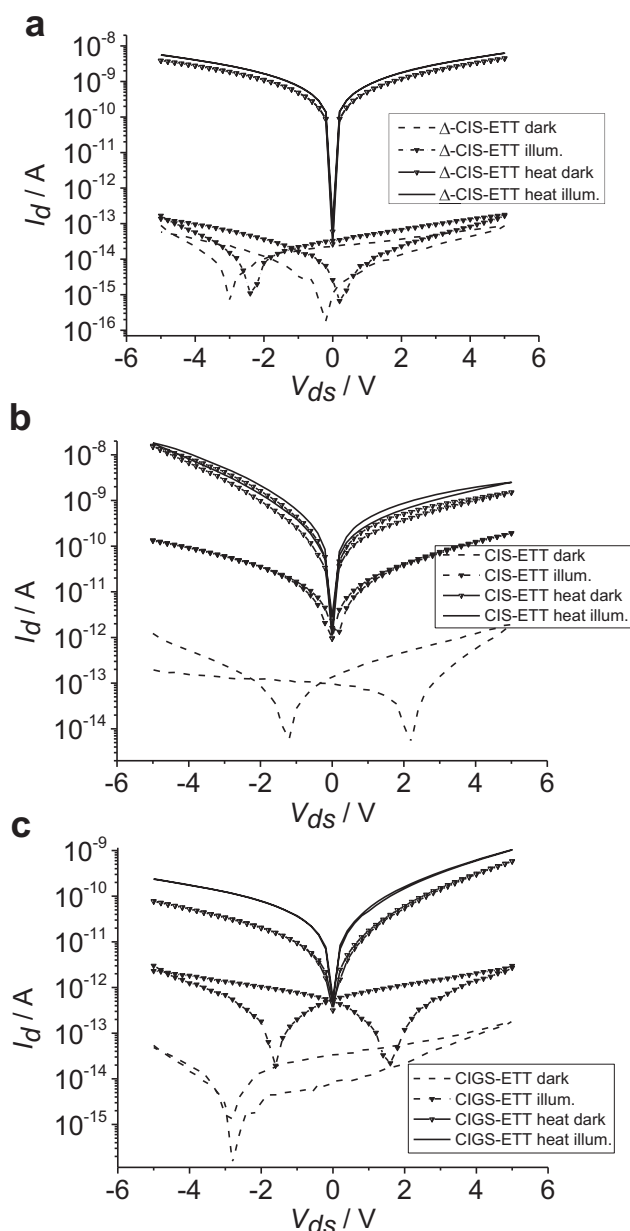 a
10⁻⁸
10⁻⁹
10⁻¹⁰
10⁻¹¹
10⁻¹²
10⁻¹³
10⁻¹⁴
10⁻¹⁵
10⁻¹⁶
I_d / A
Δ-CIS-ETT dark
Δ-CIS-ETT illum.
Δ-CIS-ETT heat dark
Δ-CIS-ETT heat illum.
-6 -4 -2 0 2 4 6
V_ds / V
b
10⁻⁸
10⁻⁹
10⁻¹⁰
10⁻¹¹
10⁻¹²
10⁻¹³
10⁻¹⁴
I_d / A
CIS-ETT dark
CIS-ETT illum.
CIS-ETT heat dark
CIS-ETT heat illum.
-6 -4 -2 0 2 4 6
V_ds / V
c
10⁻⁹
10⁻¹⁰
10⁻¹¹
10⁻¹²
10⁻¹³
10⁻¹⁴
10⁻¹⁵
I_d / A
CIGS-ETT dark
CIGS-ETT illum.
CIGS-ETT heat dark
CIGS-ETT heat illum.
-6 -4 -2 0 2 4 6
V_ds / V